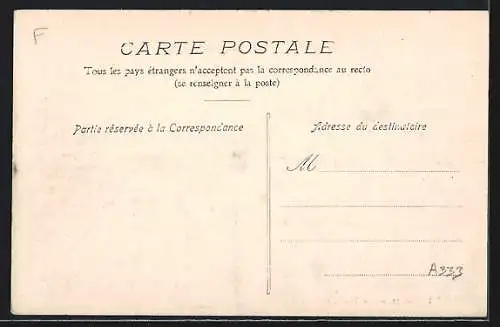 F
CARTE POSTALE
Tous les pays étrangers n'acceptent pas la correspondance au recto
(se renseigner à la poste)
Partie réservée à la Correspondance
Adresse du destinataire
M
A333